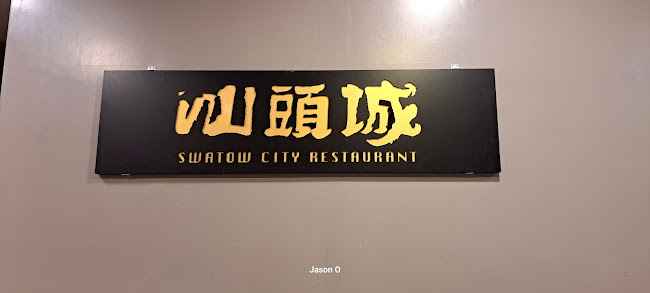 汕頭城
SWATOW CITY RESTAURANT
Jason O